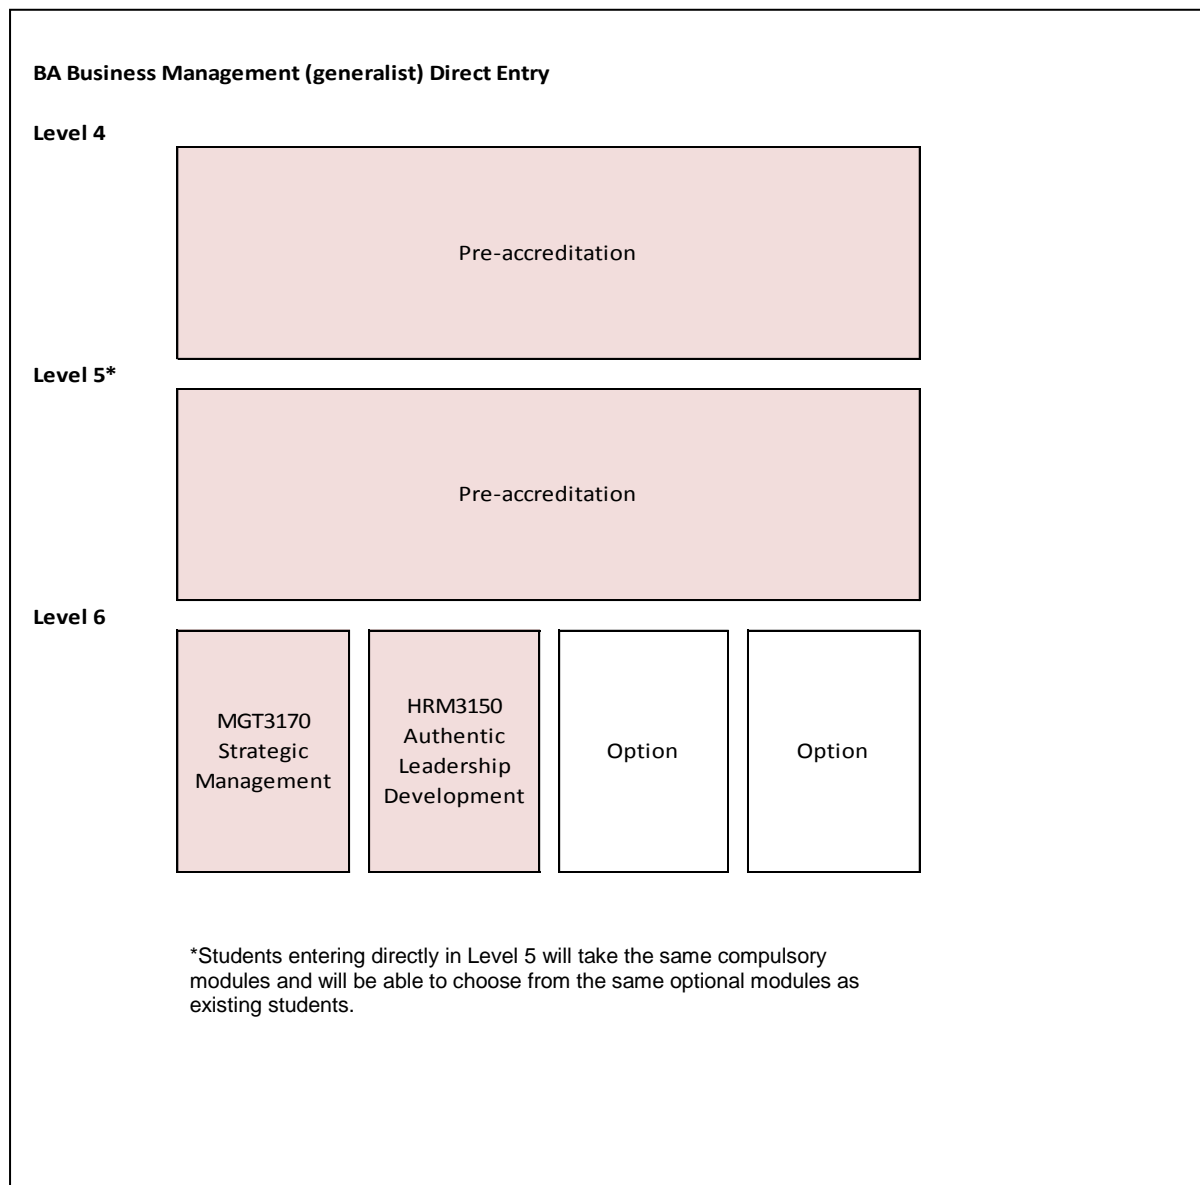 BA Business Management (generalist) Direct Entry
Level 4
Pre-accreditation
Level 5*
Pre-accreditation
Level 6
MGT3170
Strategic
Management
HRM3150
Authentic
Leadership
Development
Option
Option
*Students entering directly in Level 5 will take the same compulsory
modules and will be able to choose from the same optional modules as
existing students.